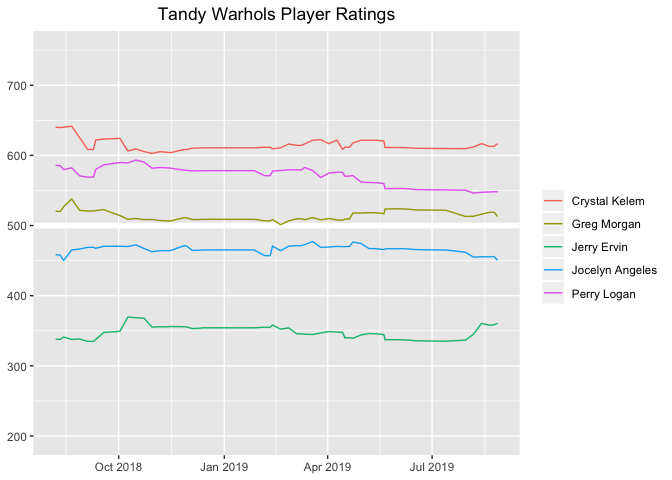 Tandy Warhols Player Ratings
700
600
500
400
300
200
Oct 2018
Jan 2019
Apr 2019
Jul 2019
Crystal Kelem
Greg Morgan
Jerry Ervin
Jocelyn Angeles
Perry Logan